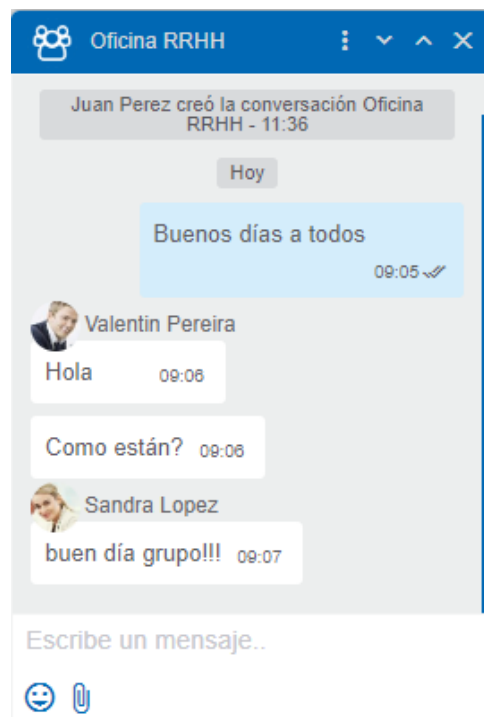 Oficina RRHH
Juan Perez creó la conversación Oficina
RRHH - 11:36
Hoy
Buenos días a todos
09:05
Valentin Pereira
Hola 09:06
Como están? 09:06
Sandra Lopez
buen día grupo!!! 09:07
Escribe un mensaje..